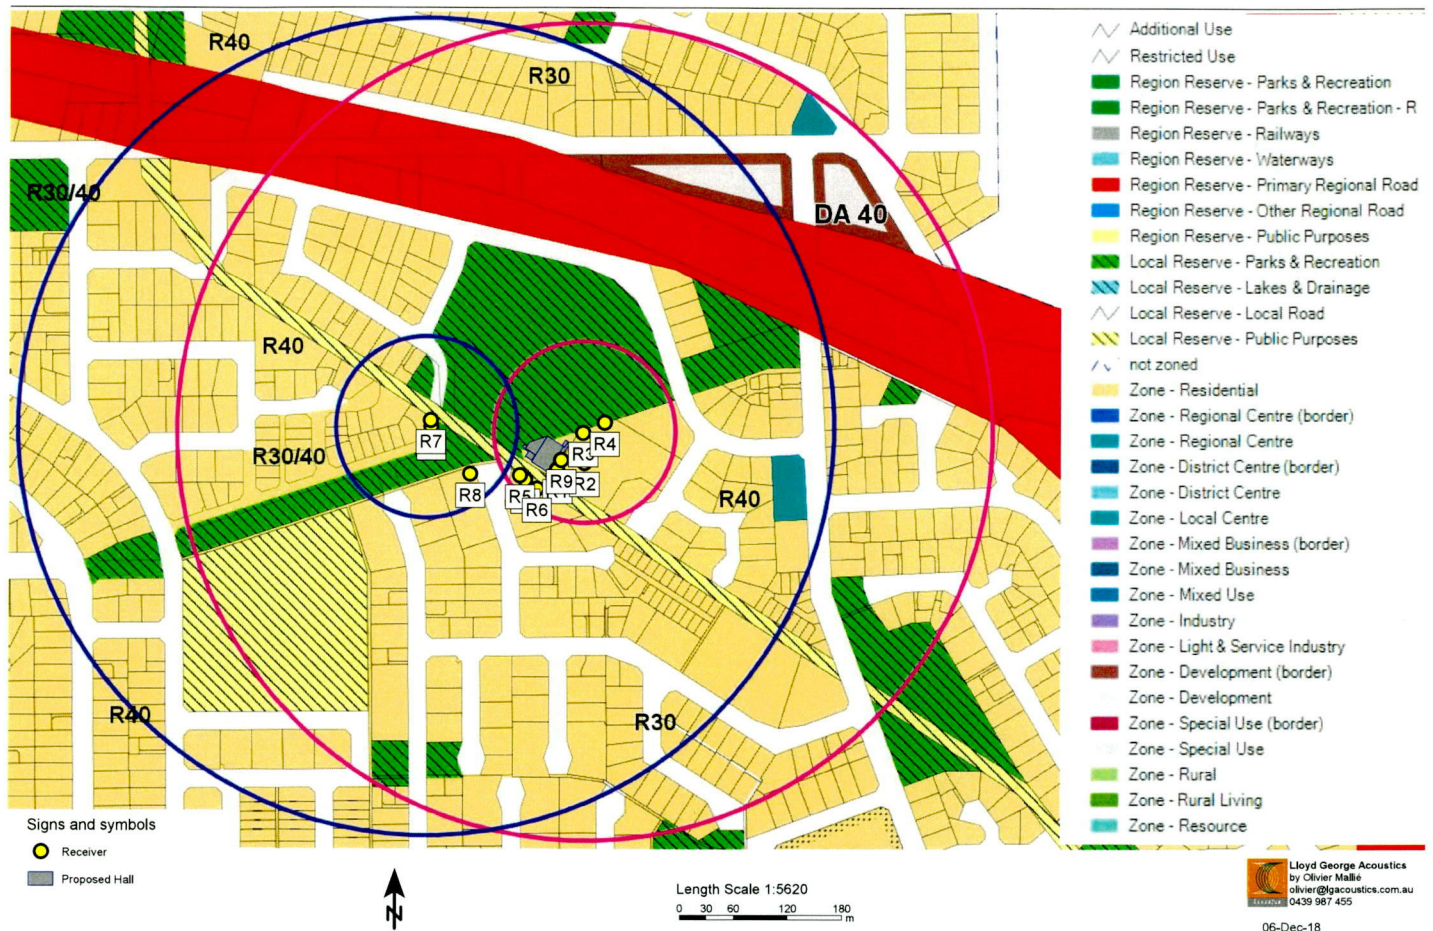 R40
R30
R30/40
DA 40
R40
R7
R4
R3
R30/40
R8
R5
R9
R2
R6
R40
R40
R30
Additional Use
Restricted Use
Region Reserve - Parks & Recreation
Region Reserve - Parks & Recreation - R
Region Reserve - Railways
Region Reserve - Waterways
Region Reserve - Primary Regional Road
Region Reserve - Other Regional Road
Region Reserve - Public Purposes
Local Reserve - Parks & Recreation
Local Reserve - Lakes & Drainage
Local Reserve - Local Road
Local Reserve - Public Purposes
not zoned
Zone - Residential
Zone - Regional Centre (border)
Zone - Regional Centre
Zone - District Centre (border)
Zone - District Centre
Zone - Local Centre
Zone - Mixed Business (border)
Zone - Mixed Business
Zone - Mixed Use
Zone - Industry
Zone - Light & Service Industry
Zone - Development (border)
Zone - Development
Zone - Special Use (border)
Zone - Special Use
Zone - Rural
Zone - Rural Living
Zone - Resource
Signs and symbols
Receiver
Proposed Hall
N
Length Scale 1:5620
0 30 60 120 180
m
Lloyd George Acoustics
by Olivier Mallié
olivier@lgacoustics.com.au
0439 987 455
06-Dec-18